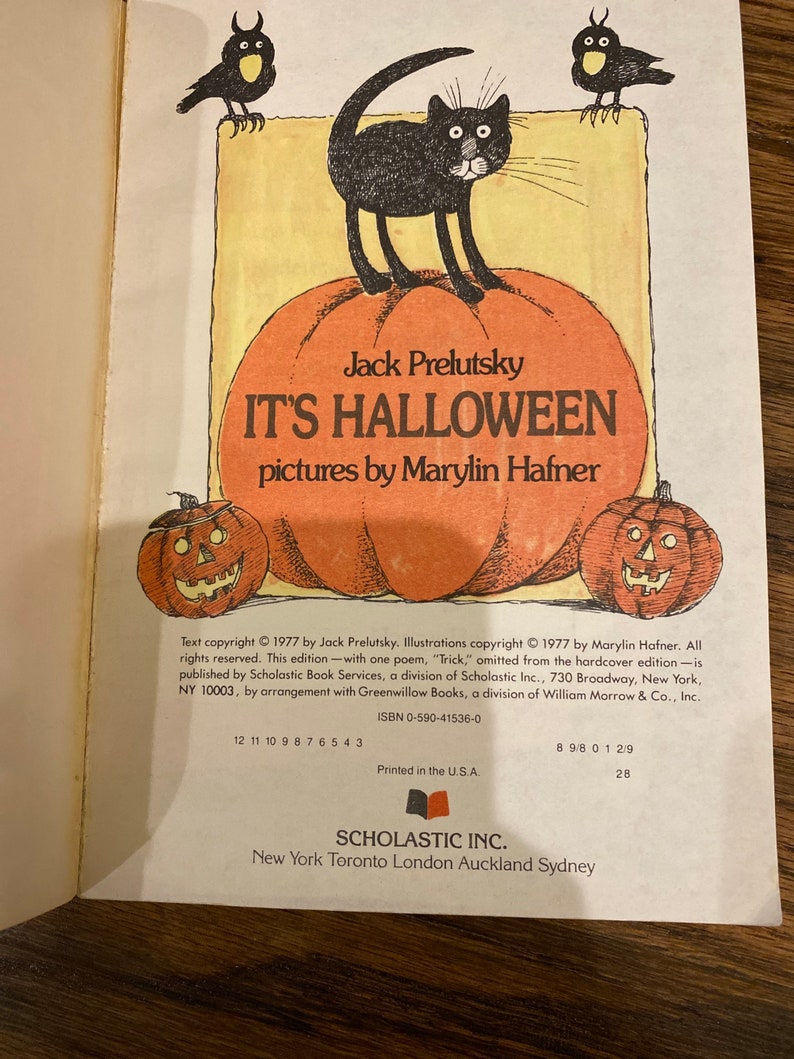 Jack Prelutsky
IT'S HALLOWEEN
pictures by Marylin Hafner
Text copyright © 1977 by Jack Prelutsky. Illustrations copyright © 1977 by Marylin Hafner. All
rights reserved. This edition — with one poem, "Trick," omitted from the hardcover edition — is
published by Scholastic Book Services, a division of Scholastic Inc., 730 Broadway, New York,
NY 10003, by arrangement with Greenwillow Books, a division of William Morrow & Co., Inc.
ISBN 0-590-41536-0
12 11 10 9 8 7 6 5 4 3 8 9/8 0 1 2/9
Printed in the U.S.A. 28
SCHOLASTIC INC.
New York Toronto London Auckland Sydney